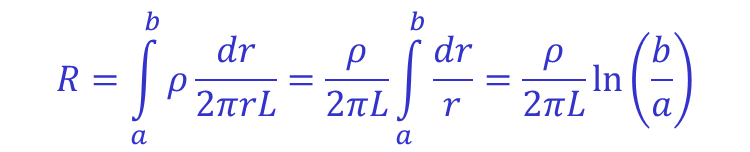 R = ∫_a^b ρ dr/(2πrL) = ρ/(2πL) ∫_a^b dr/r = ρ/(2πL) ln(b/a)